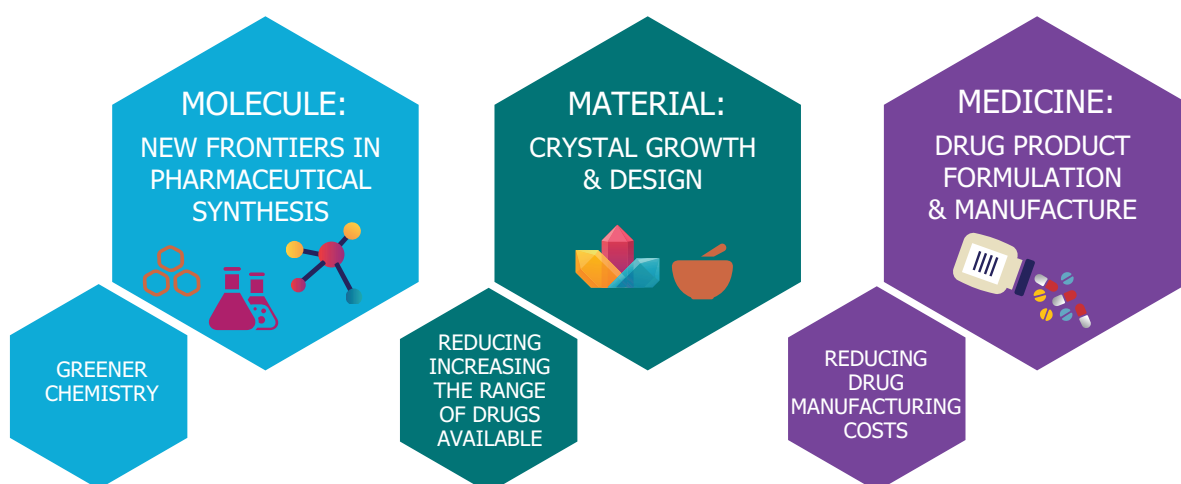 MOLECULE:
NEW FRONTIERS IN
PHARMACEUTICAL
SYNTHESIS
GREENER
CHEMISTRY
MATERIAL:
CRYSTAL GROWTH
& DESIGN
REDUCING
INCREASING
THE RANGE
OF DRUGS
AVAILABLE
MEDICINE:
DRUG PRODUCT
FORMULATION
& MANUFACTURE
REDUCING
DRUG
MANUFACTURING
COSTS